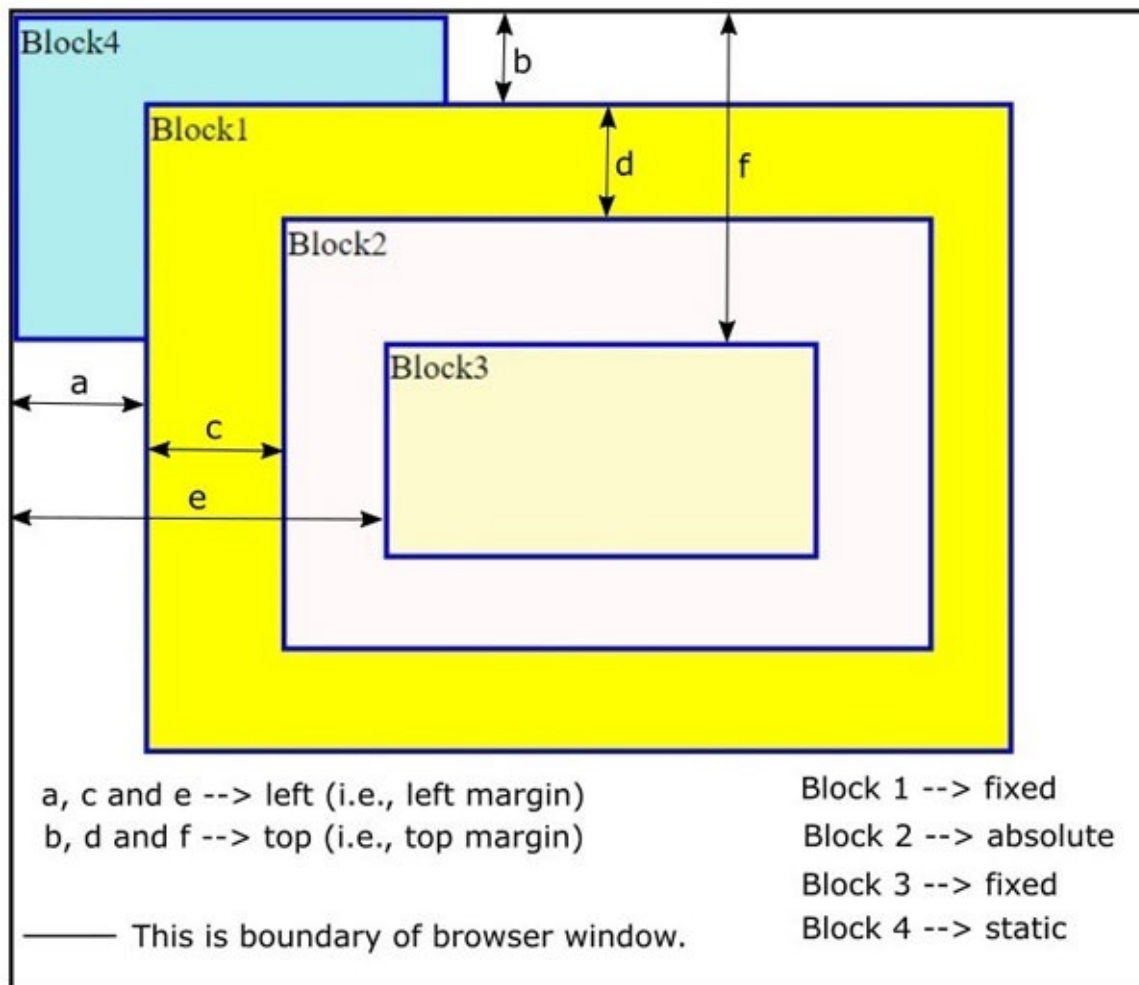 Block4
b
Block1
d
f
Block2
Block3
a
c
e
a, c and e --> left (i.e., left margin)
b, d and f --> top (i.e., top margin)
Block 1 --> fixed
Block 2 --> absolute
Block 3 --> fixed
Block 4 --> static
This is boundary of browser window.